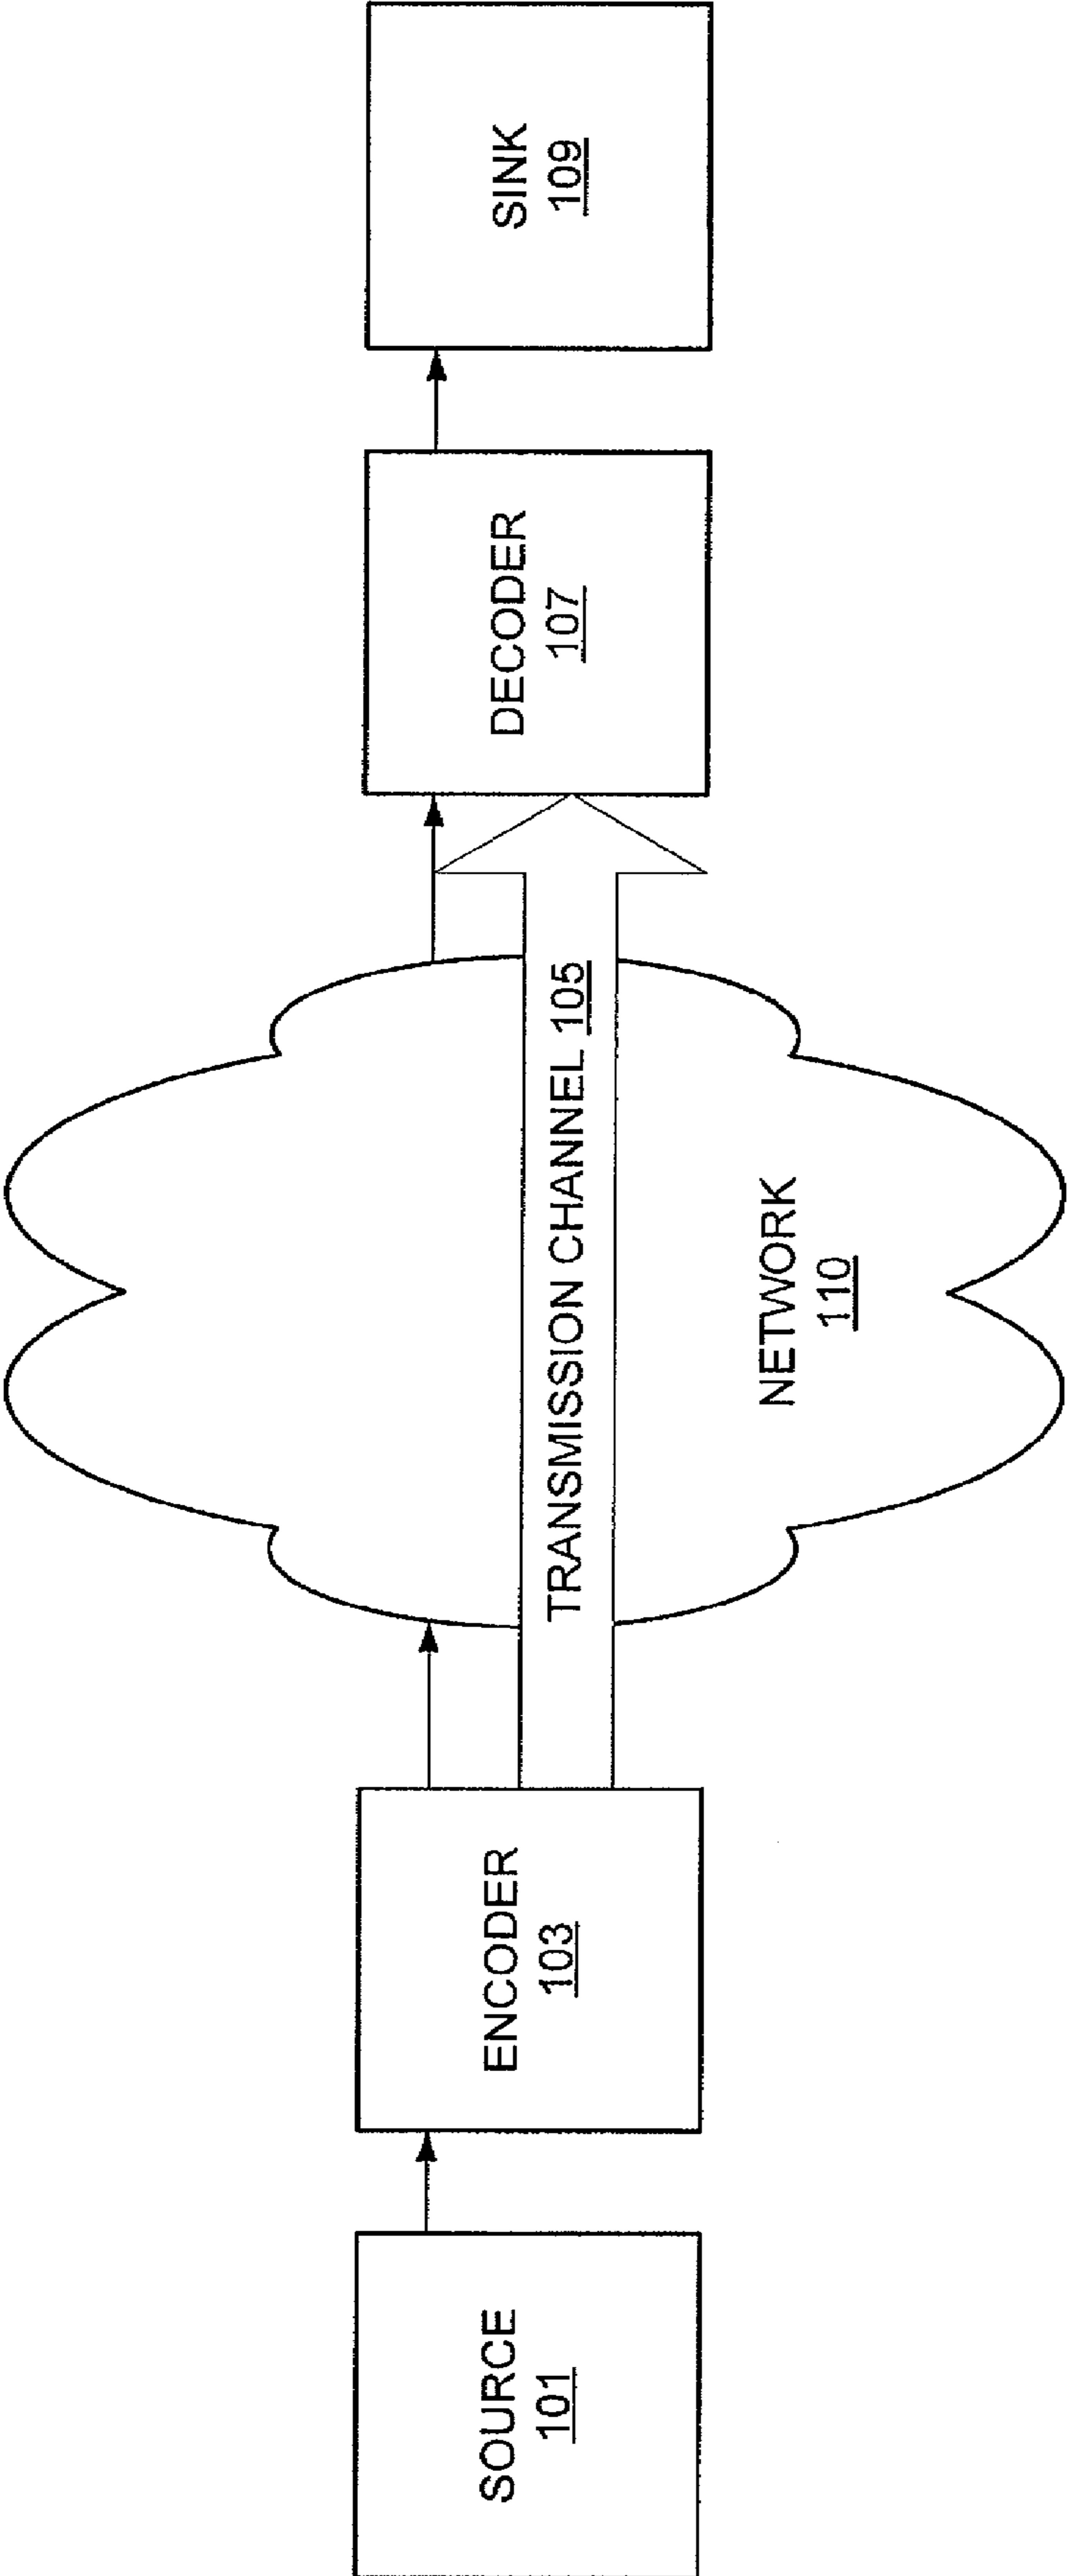 SOURCE
101
ENCODER
103
TRANSMISSION CHANNEL 105
NETWORK
110
DECODER
107
SINK
109